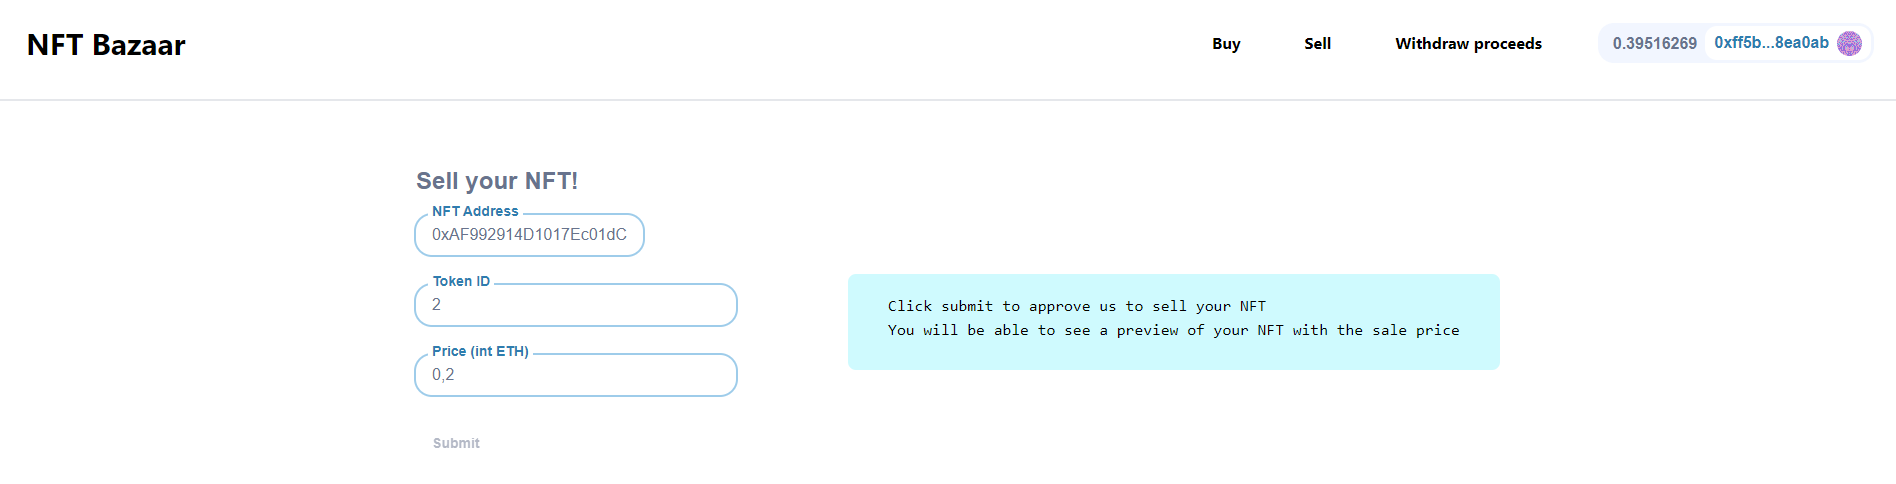 NFT Bazaar
Buy
Sell
Withdraw proceeds
0.39516269
0xff5b...8ea0ab
Sell your NFT!
NFT Address
0xAF992914D1017Ec01dC
Token ID
2
Click submit to approve us to sell your NFT
You will be able to see a preview of your NFT with the sale price
Price (int ETH)
0,2
Submit